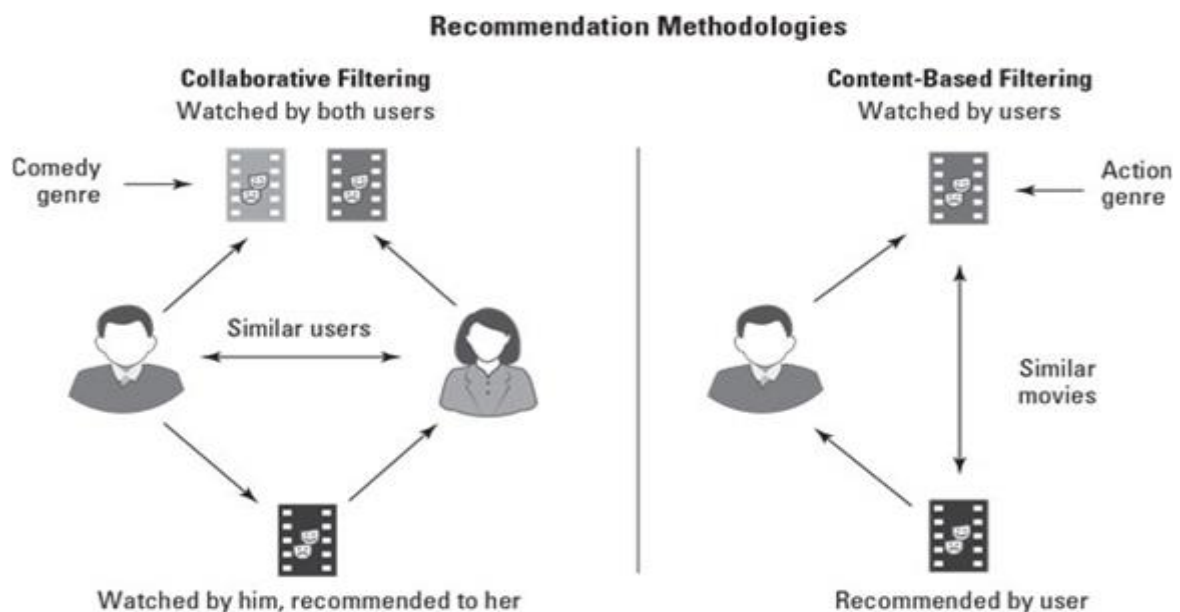 Recommendation Methodologies
Collaborative Filtering
Watched by both users
Comedy
genre
Similar users
Watched by him, recommended to her
Content-Based Filtering
Watched by users
Action
genre
Similar
movies
Recommended by user